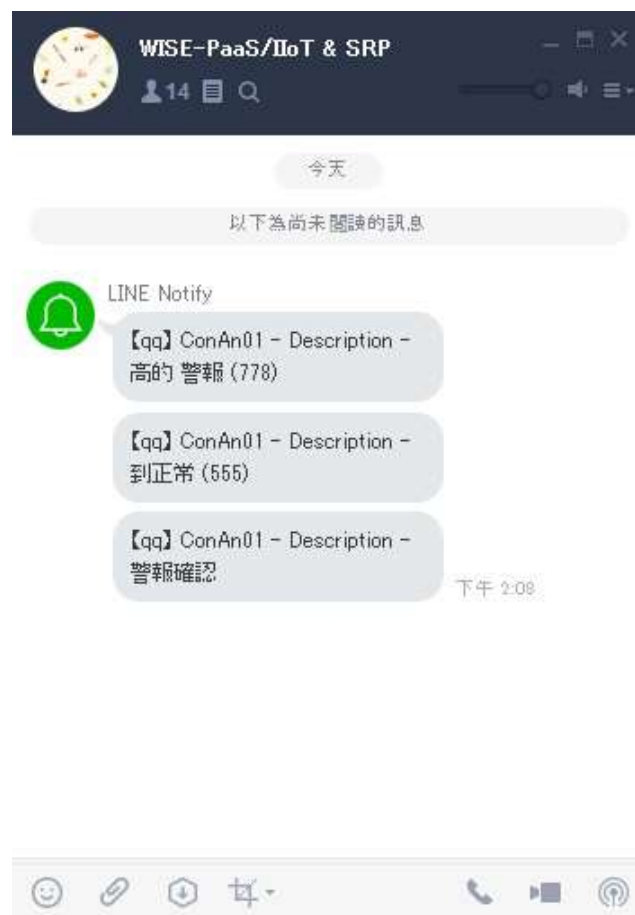 WISE-PaaS/IIoT & SRP
14
今天
以下為尚未閱讀的訊息
LINE Notify
【qq】ConAn01 - Description -
高的 警報 (778)
【qq】ConAn01 - Description -
到正常 (555)
【qq】ConAn01 - Description -
警報確認
下午 2:08